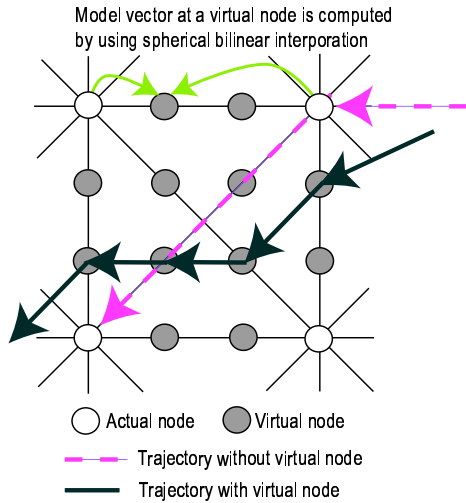 Model vector at a virtual node is computed
by using spherical bilinear interporation
Actual node
Virtual node
Trajectory without virtual node
Trajectory with virtual node